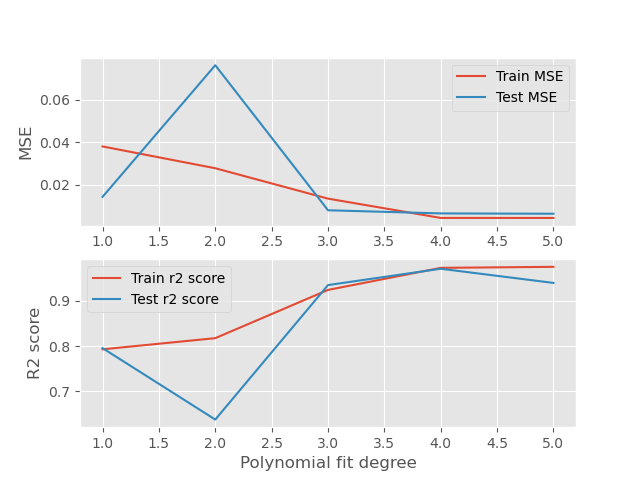 Train MSE
Test MSE
MSE
0.06
0.04
0.02
1.0 1.5 2.0 2.5 3.0 3.5 4.0 4.5 5.0
Train r2 score
Test r2 score
R2 score
0.9
0.8
0.7
1.0 1.5 2.0 2.5 3.0 3.5 4.0 4.5 5.0
Polynomial fit degree